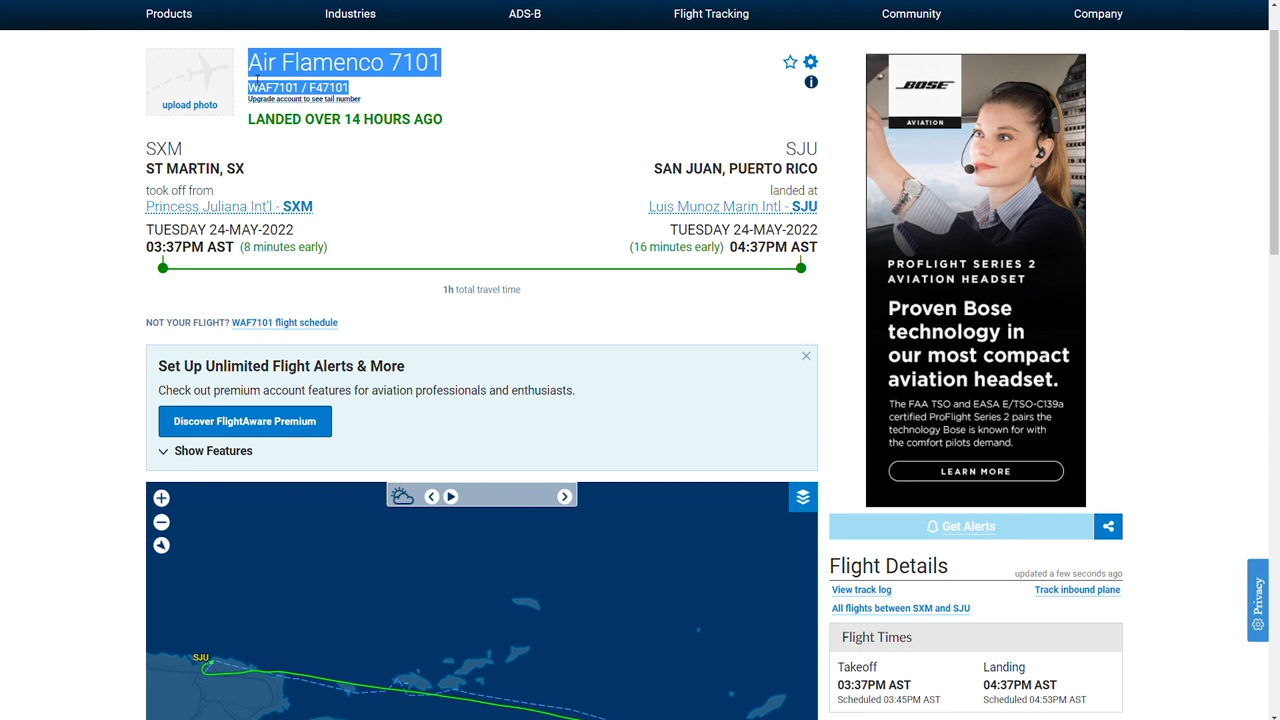 Products Industries ADS-B Flight Tracking Community Company
Air Flamenco 7101
WAF7101 / F47101
Upgrade account to see tail number
LANDED OVER 14 HOURS AGO
upload photo
SXM
ST MARTIN, SX
took off from
Princess Juliana Int'l - SXM
TUESDAY 24-MAY-2022
03:37PM AST (8 minutes early)
SJU
SAN JUAN, PUERTO RICO
landed at
Luis Munoz Marin Intl - SJU
TUESDAY 24-MAY-2022
(16 minutes early) 04:37PM AST
1h total travel time
NOT YOUR FLIGHT? WAF7101 flight schedule
Set Up Unlimited Flight Alerts & More
Check out premium account features for aviation professionals and enthusiasts.
Discover FlightAware Premium
Show Features
SJU
BOSE
AVIATION
PROFLIGHT SERIES 2
AVIATION HEADSET
Proven Bose
technology in
our most compact
aviation headset.
The FAA TSO and EASA E/TSO-C139a
certified ProFlight Series 2 pairs the
technology Bose is known for with
the comfort pilots demand.
LEARN MORE
Get Alerts
Flight Details updated a few seconds ago
View track log Track inbound plane
All flights between SXM and SJU
Flight Times
Takeoff Landing
03:37PM AST 04:37PM AST
Scheduled 03:45PM AST Scheduled 04:53PM AST
Privacy